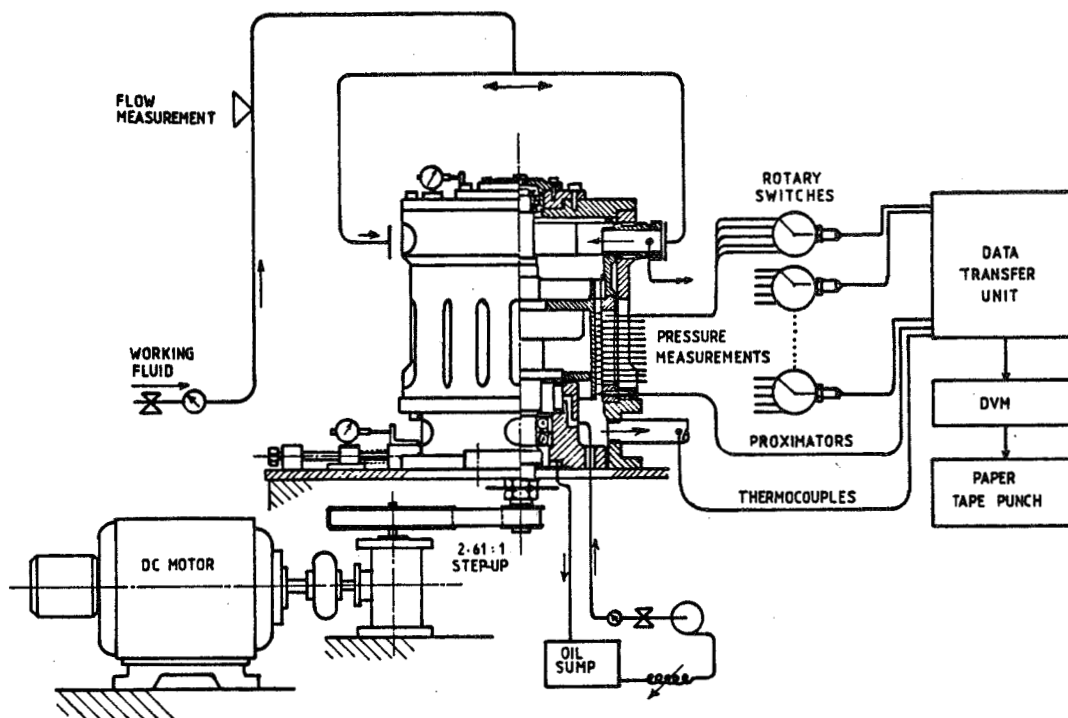 FLOW
MEASUREMENT
ROTARY
SWITCHES
DATA
TRANSFER
UNIT
WORKING
FLUID
PRESSURE
MEASUREMENTS
DVM
PROXIMATORS
THERMOCOUPLES
PAPER
TAPE PUNCH
2·61:1
STEP-UP
DC MOTOR
OIL
SUMP